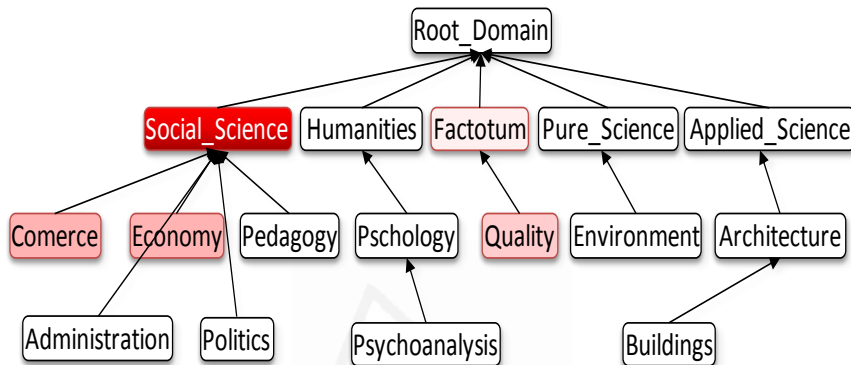 Root_Domain
Social_Science
Humanities
Factotum
Pure_Science
Applied_Science
Comerce
Economy
Pedagogy
Pschology
Quality
Environment
Architecture
Administration
Politics
Psychoanalysis
Buildings